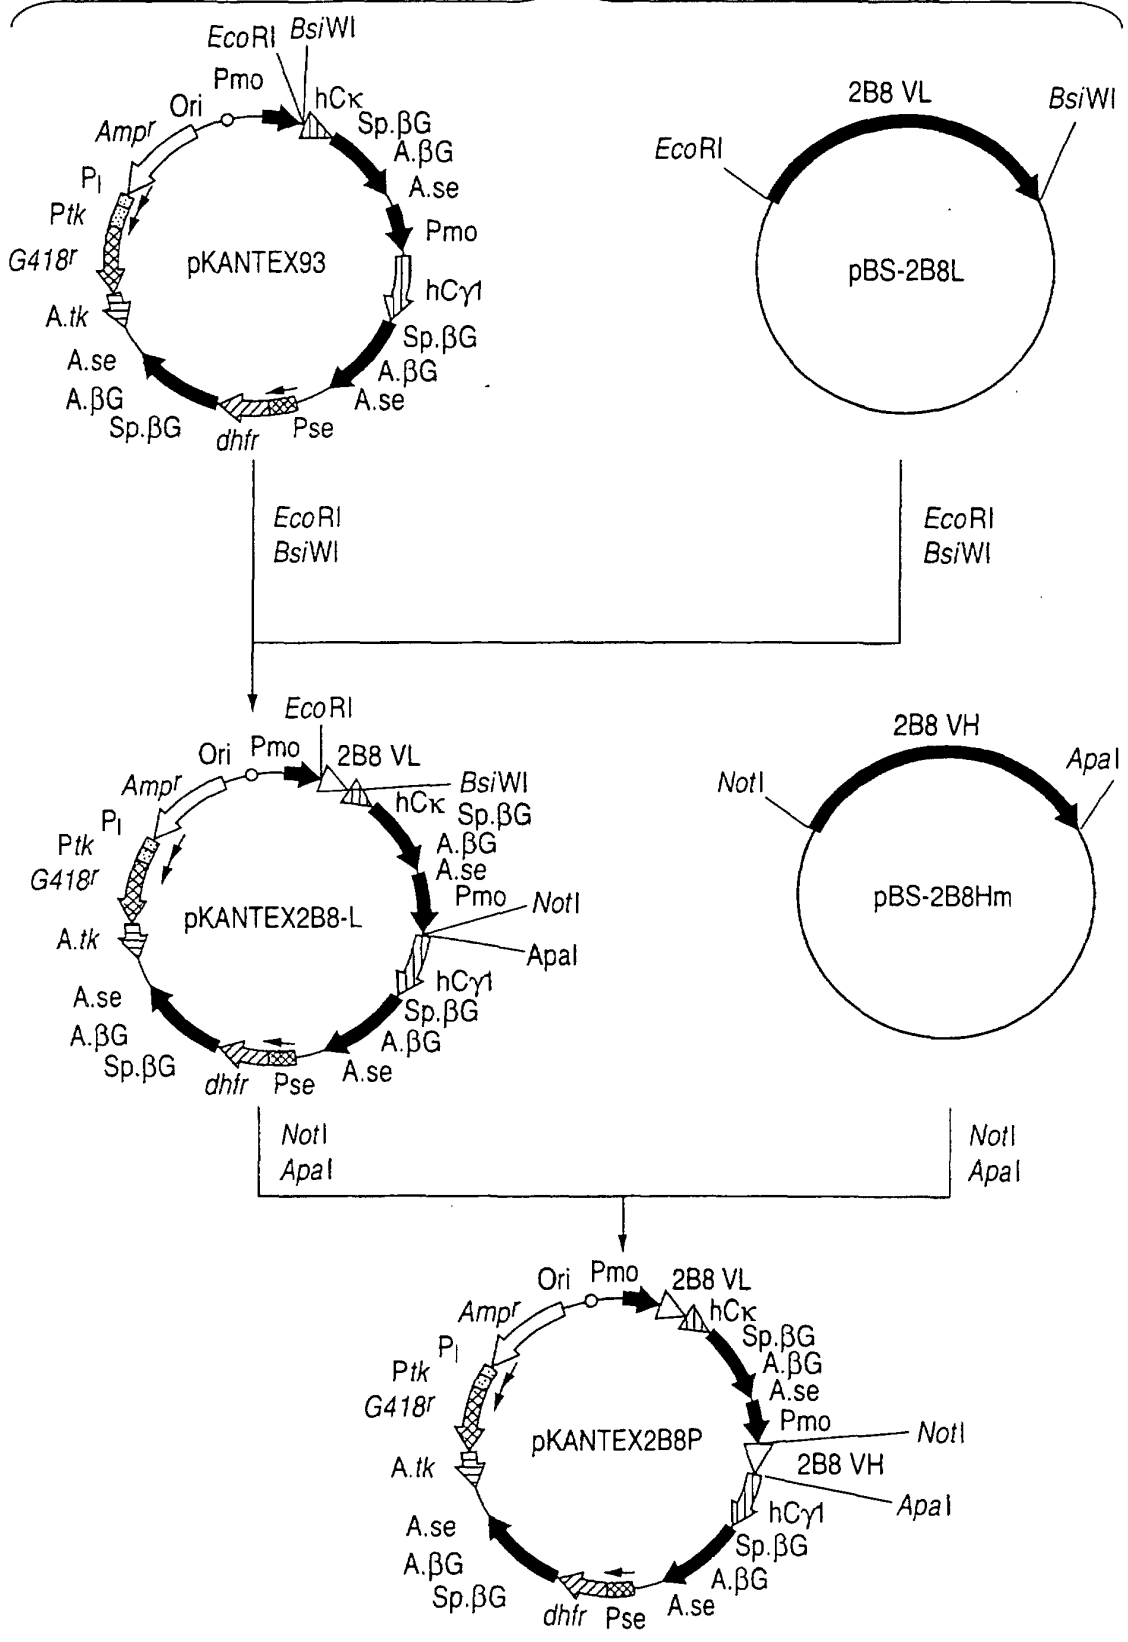 EcoRI
BsiWI
Pmo
Ori
Ampʳ
Pl
Ptk
G418ʳ
A.tk
A.se
A.βG
Sp.βG
dhfr
Pse
hCκ
Sp.βG
A.βG
A.se
Pmo
hCγ1
Sp.βG
A.βG
A.se
pKANTEX93
2B8 VL
EcoRI
BsiWI
pBS-2B8L
EcoRI
BsiWI
EcoRI
BsiWI
EcoRI
Pmo
Ori
Ampʳ
Pl
Ptk
G418ʳ
A.tk
A.se
A.βG
Sp.βG
dhfr
Pse
2B8 VL
BsiWI
hCκ
Sp.βG
A.βG
A.se
Pmo
NotI
ApaI
hCγ1
Sp.βG
A.βG
A.se
pKANTEX2B8-L
2B8 VH
NotI
ApaI
pBS-2B8Hm
NotI
ApaI
NotI
ApaI
Pmo
Ori
Ampʳ
Pl
Ptk
G418ʳ
A.tk
A.se
A.βG
Sp.βG
dhfr
Pse
2B8 VL
hCκ
Sp.βG
A.βG
A.se
Pmo
NotI
2B8 VH
ApaI
hCγ1
Sp.βG
A.βG
A.se
pKANTEX2B8P